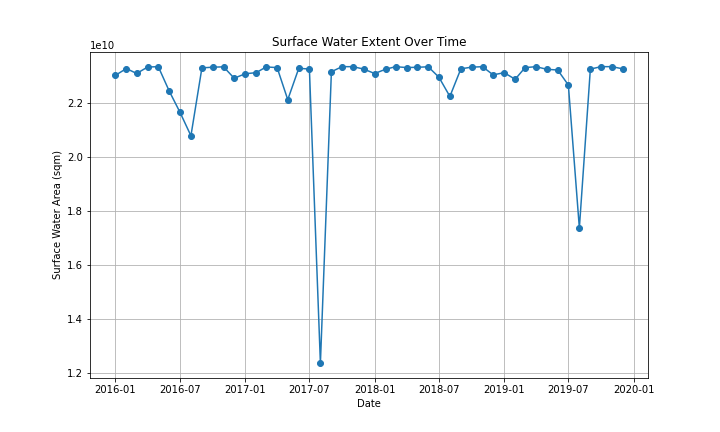 Surface Water Extent Over Time
1e10
2.2
2.0
1.8
1.6
1.4
1.2
Surface Water Area (sqm)
2016-01 2016-07 2017-01 2017-07 2018-01 2018-07 2019-01 2019-07 2020-01
Date